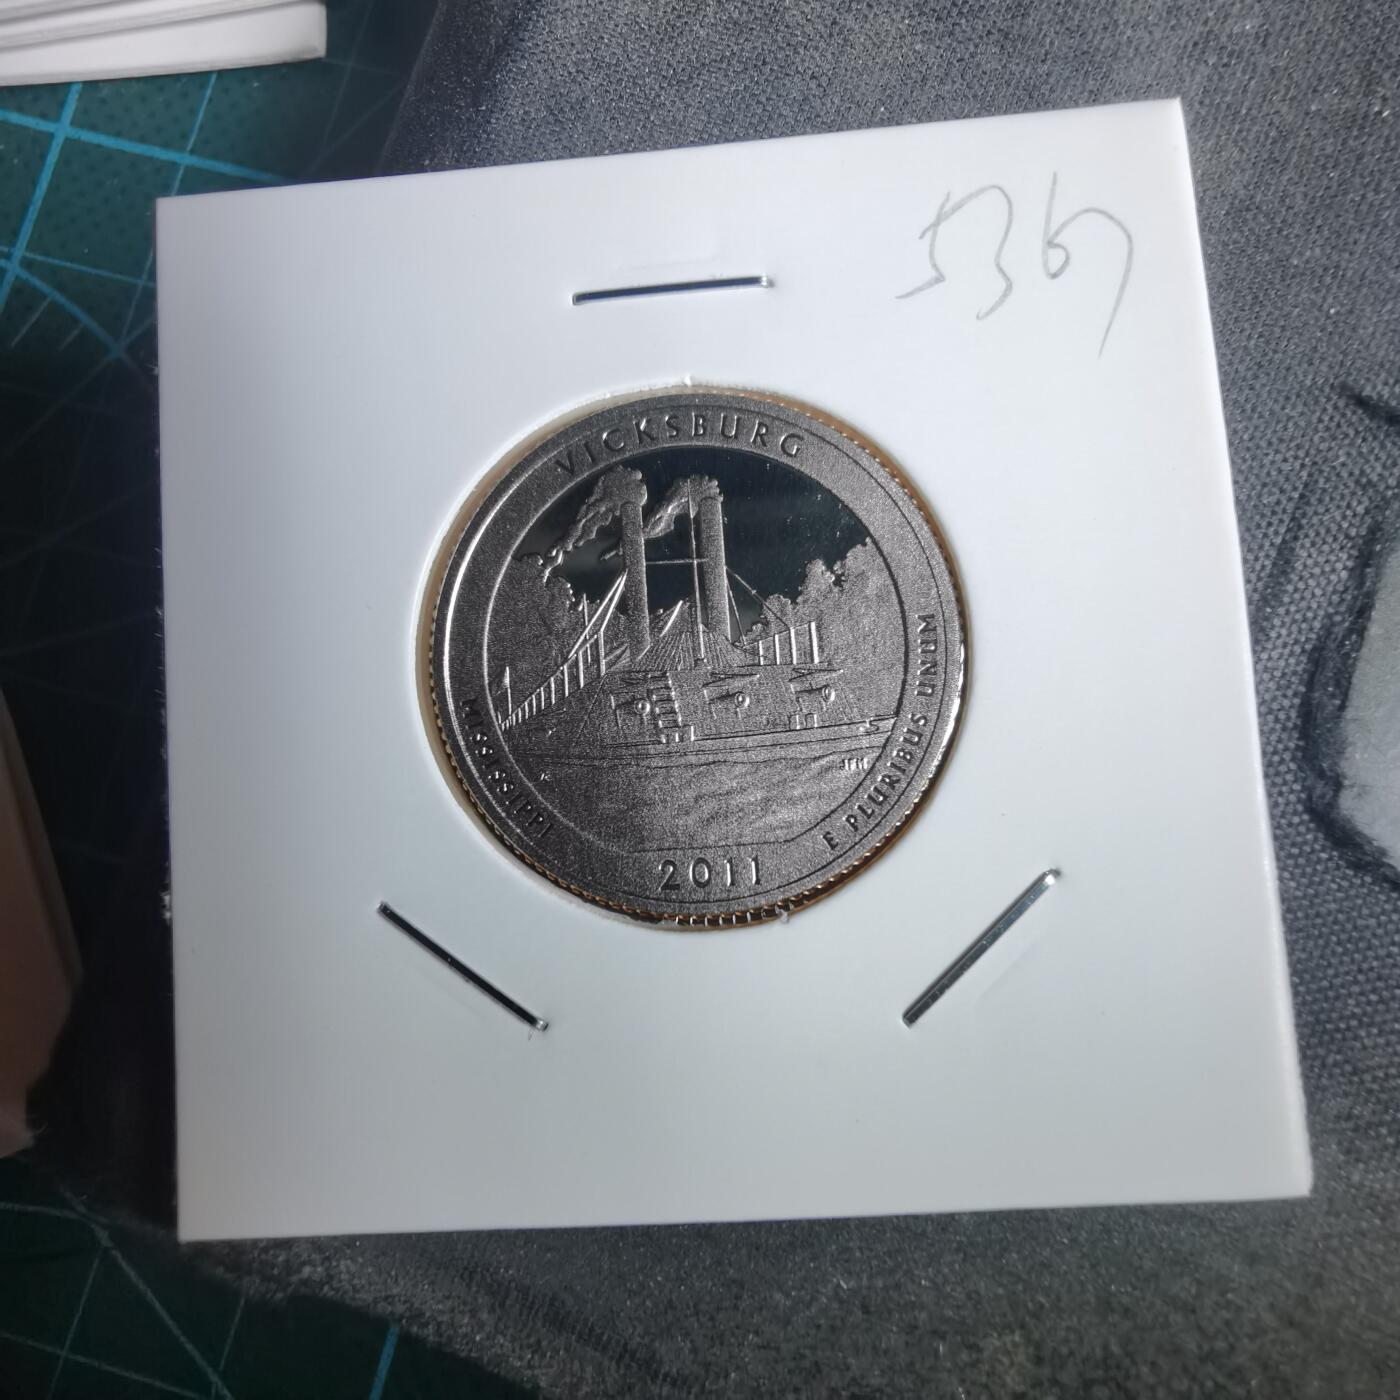 5367
VICKSBURG
MISSISSIPPI
2011
E PLURIBUS UNUM